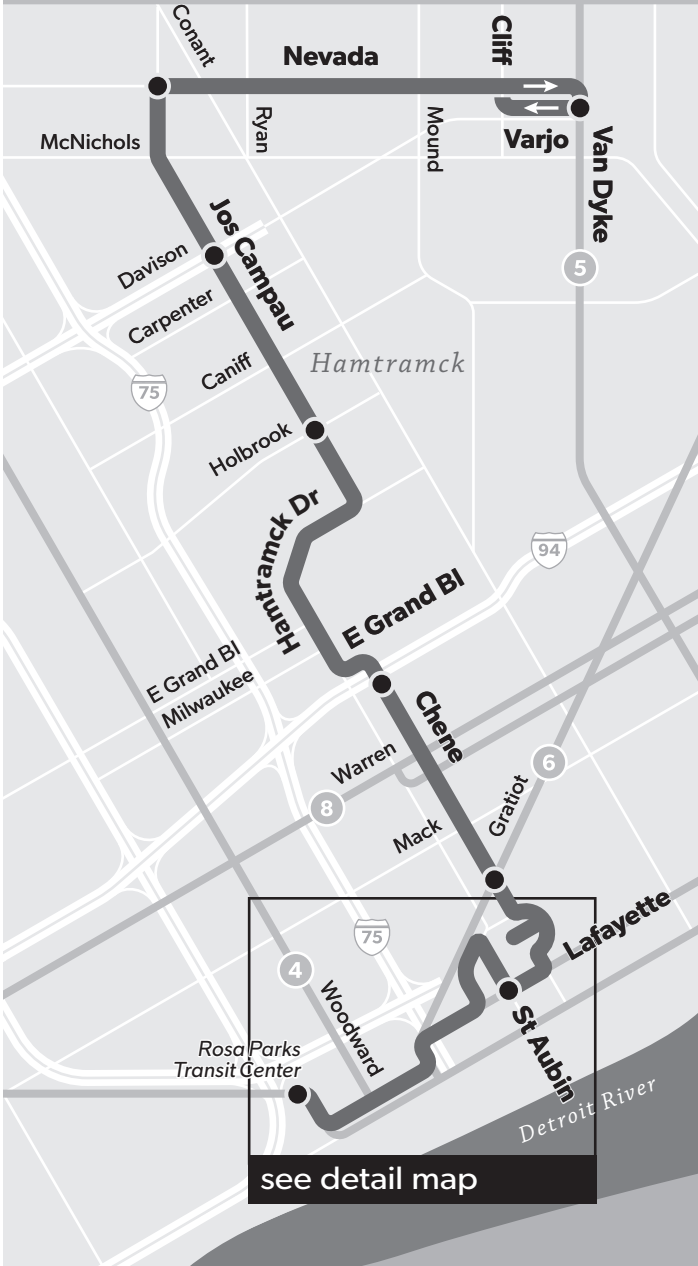 Conant
Cliff
Nevada
McNichols
Ryan
Mound
Varjo
Van Dyke
Jos Campau
Davison
5
Carpenter
Hamtramck
Caniff
75
Holbrook
Hamtramck Dr
94
E Grand Bl
E Grand Bl
Milwaukee
Chene
Warren
6
8
Gratiot
Mack
75
Lafayette
4
Woodward
St Aubin
Rosa Parks
Transit Center
Detroit River
see detail map